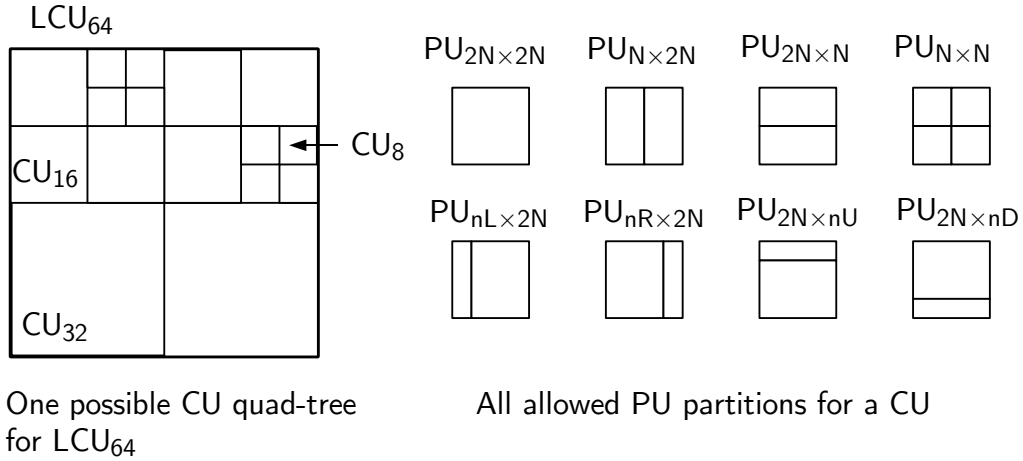 LCU64
PU2N×2N PUN×2N PU2N×N PUN×N
CU8
CU16
PUnL×2N PUnR×2N PU2N×nU PU2N×nD
CU32
One possible CU quad-tree
for LCU64
All allowed PU partitions for a CU